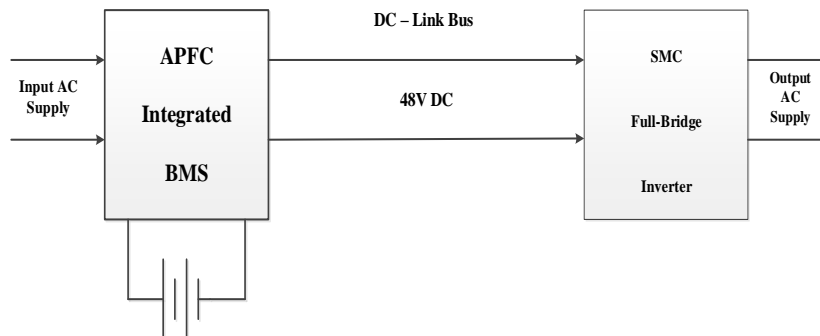 DC – Link Bus
APFC
Integrated
BMS
Input AC
Supply
48V DC
SMC
Full-Bridge
Inverter
Output
AC
Supply